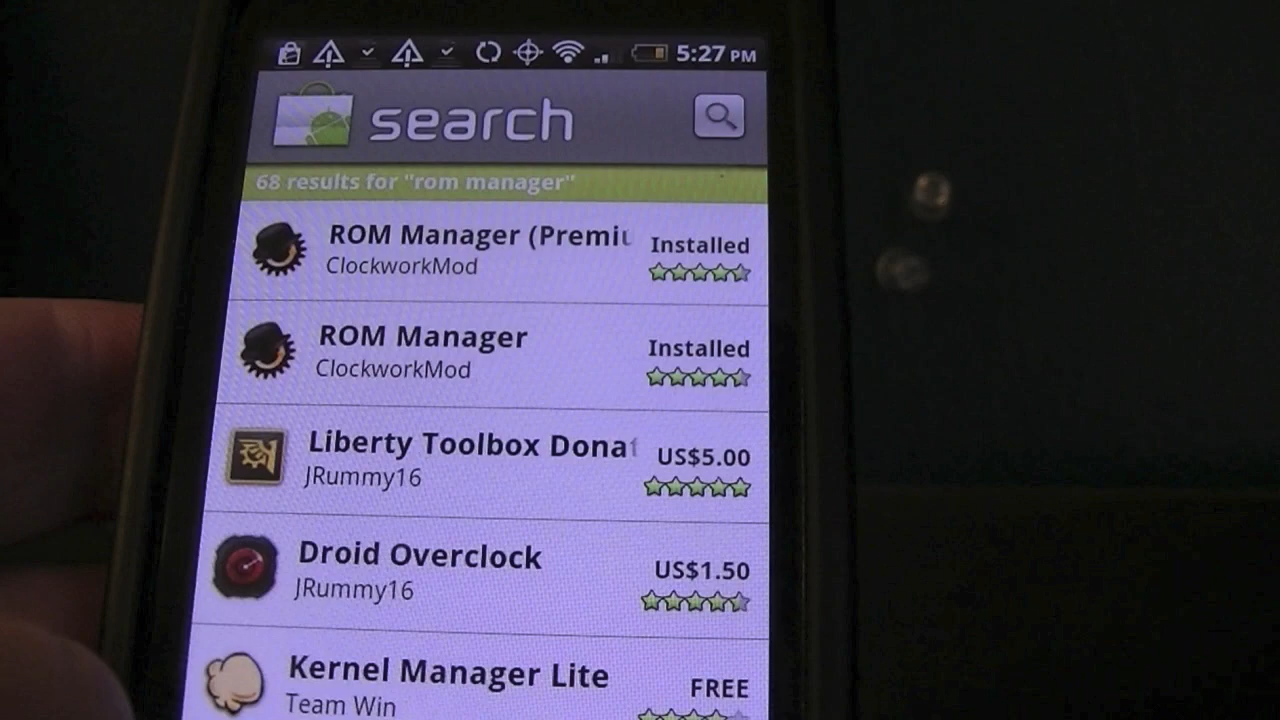 5:27 PM
search
68 results for "rom manager"
ROM Manager (Premiu
Installed
ClockworkMod
ROM Manager
Installed
ClockworkMod
Liberty Toolbox Donat
US$5.00
JRummy16
Droid Overclock
US$1.50
JRummy16
Kernel Manager Lite
FREE
Team Win